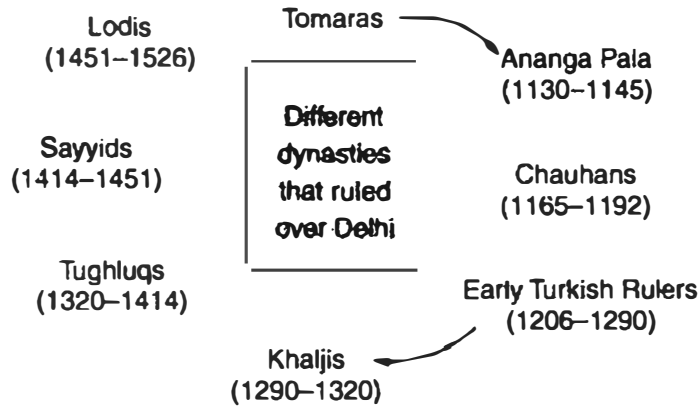 Tomaras
Ananga Pala
(1130–1145)
Chauhans
(1165–1192)
Early Turkish Rulers
(1206–1290)
Khaljis
(1290–1320)
Tughluqs
(1320–1414)
Sayyids
(1414–1451)
Lodis
(1451–1526)
Different
dynasties
that ruled
over Delhi